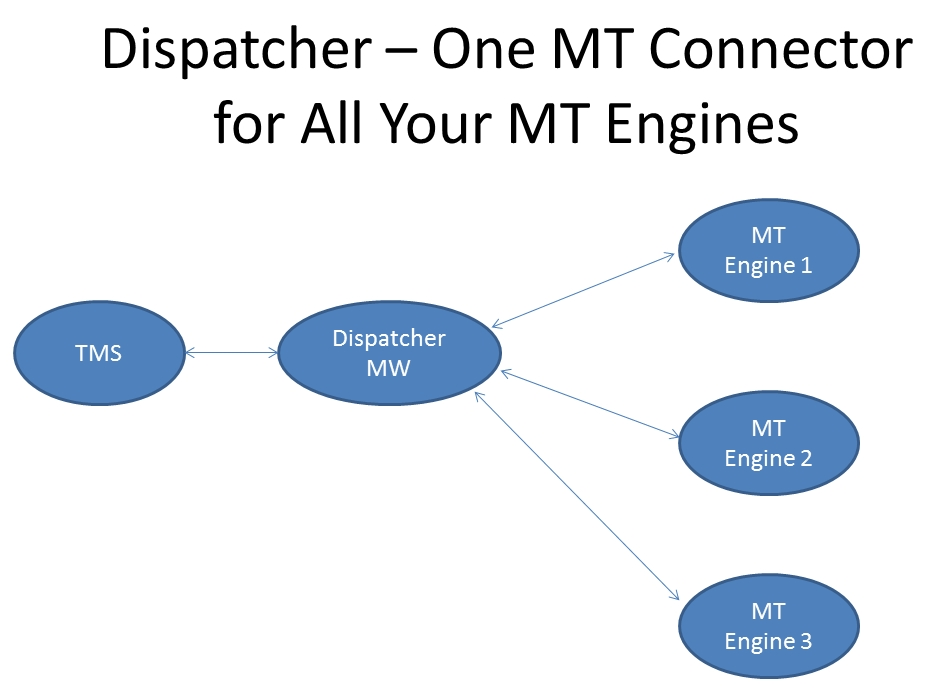 Dispatcher – One MT Connector
for All Your MT Engines
MT
Engine 1
TMS
Dispatcher
MW
MT
Engine 2
MT
Engine 3